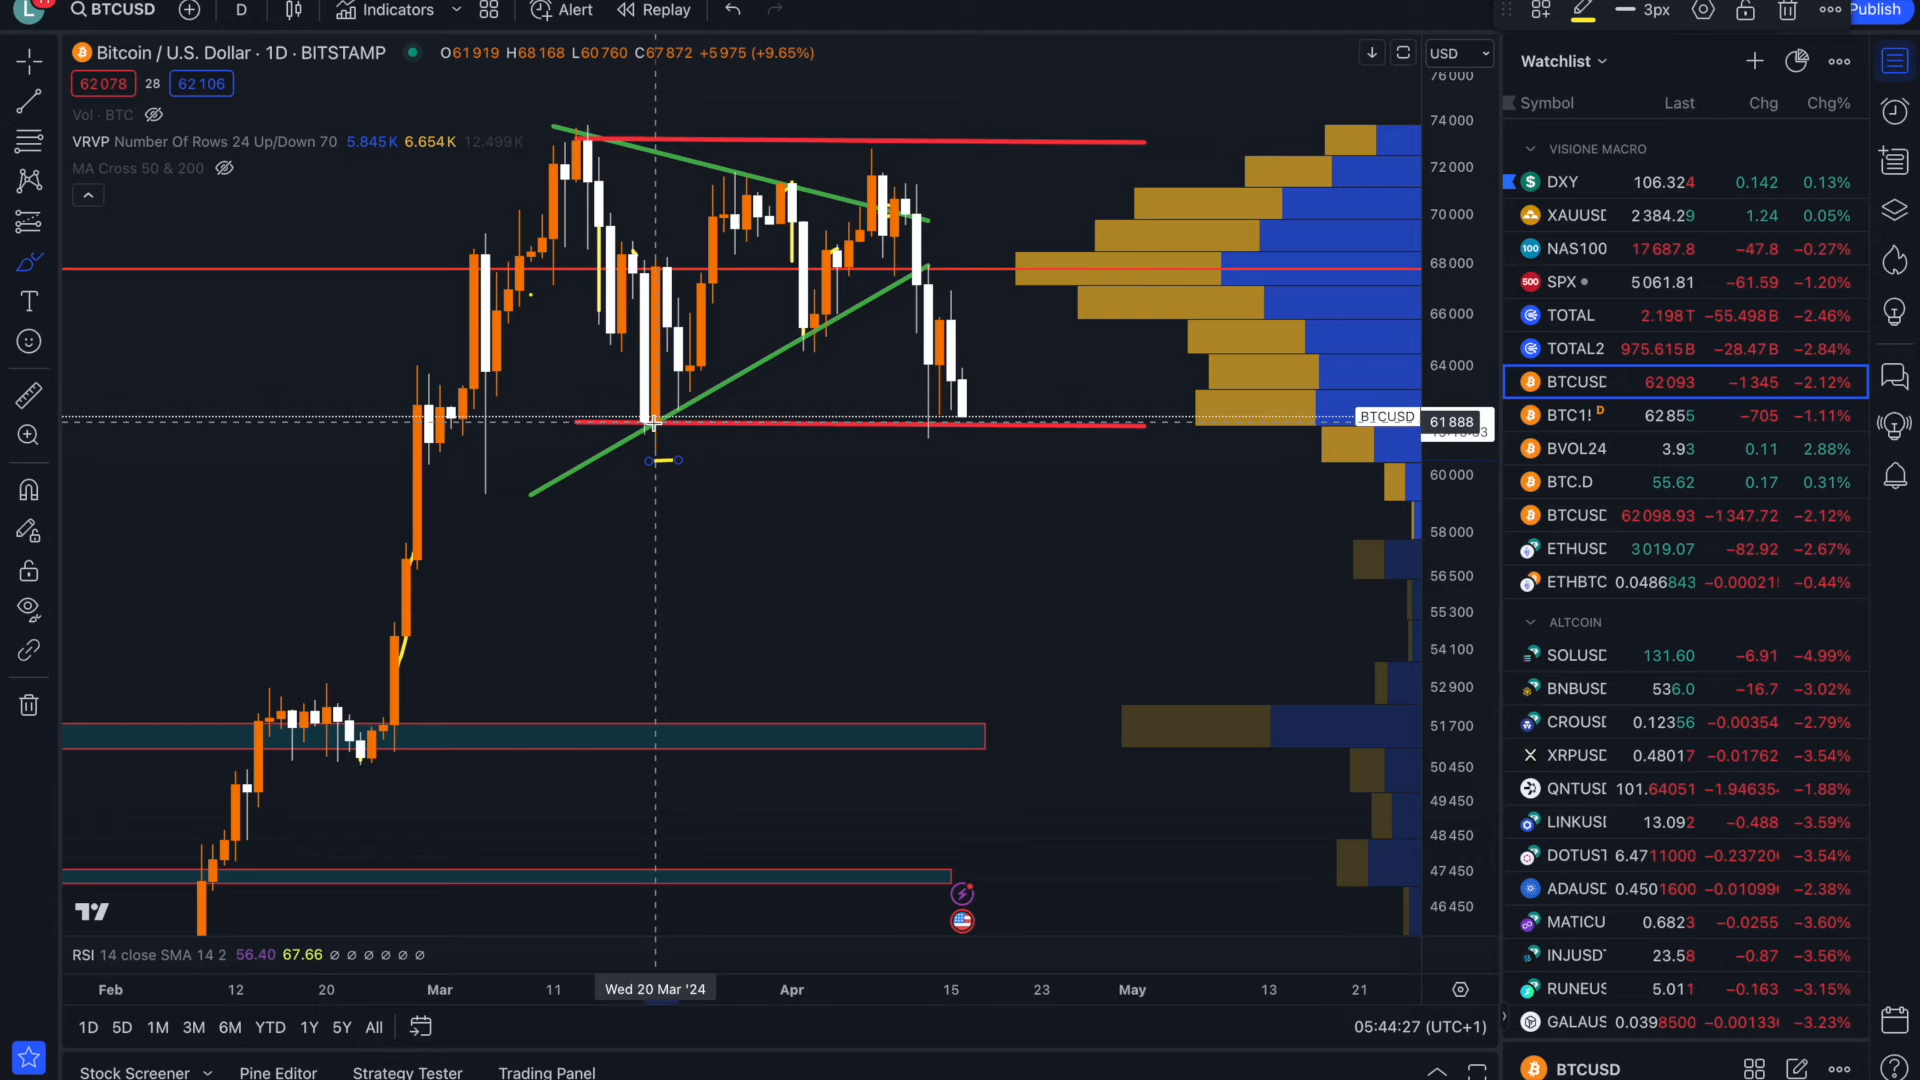 BTCUSD D Indicators Alert Replay 3px Publish
Bitcoin / U.S. Dollar · 1D · BITSTAMP O61919 H68168 L60760 C67872 +5975 (+9.65%)
62078 28 62106
Vol · BTC
VRVP Number Of Rows 24 Up/Down 70 5.845K 6.654K 12.499K
MA Cross 50 & 200
USD
76000
74000
72000
70000
68000
66000
64000
BTCUSD 61888
60000
58000
56500
55300
54100
52900
51700
50450
49450
48450
47450
46450
RSI 14 close SMA 14 2 56.40 67.66 ∅ ∅ ∅ ∅ ∅ ∅
Feb 12 20 Mar 11 Wed 20 Mar '24 Apr 15 23 May 13 21
1D 5D 1M 3M 6M YTD 1Y 5Y All 05:44:27 (UTC+1)
Stock Screener Pine Editor Strategy Tester Trading Panel
Watchlist
Symbol Last Chg Chg%
VISIONE MACRO
DXY 106.324 0.142 0.13%
XAUUSD 2384.29 1.24 0.05%
NAS100 17687.8 −47.8 −0.27%
SPX 5061.81 −61.59 −1.20%
TOTAL 2.198T −55.498B −2.46%
TOTAL2 975.615B −28.47B −2.84%
BTCUSD 62093 −1345 −2.12%
BTC1! D 62855 −705 −1.11%
BVOL24 3.93 0.11 2.88%
BTC.D 55.62 0.17 0.31%
BTCUSD 62098.93 −1347.72 −2.12%
ETHUSD 3019.07 −82.92 −2.67%
ETHBTC 0.0486843 −0.00021 −0.44%
ALTCOIN
SOLUSD 131.60 −6.91 −4.99%
BNBUSD 536.0 −16.7 −3.02%
CROUSD 0.12356 −0.00354 −2.79%
XRPUSD 0.48017 −0.01762 −3.54%
QNTUSD 101.64051 −1.94635 −1.88%
LINKUSD 13.092 −0.488 −3.59%
DOTUST 6.4711000 −0.23720 −3.54%
ADAUSD 0.4501600 −0.01099 −2.38%
MATICU 0.6823 −0.0255 −3.60%
INJUSDT 23.58 −0.87 −3.56%
RUNEUS 5.011 −0.163 −3.15%
GALAUS 0.0398500 −0.00133 −3.23%
BTCUSD